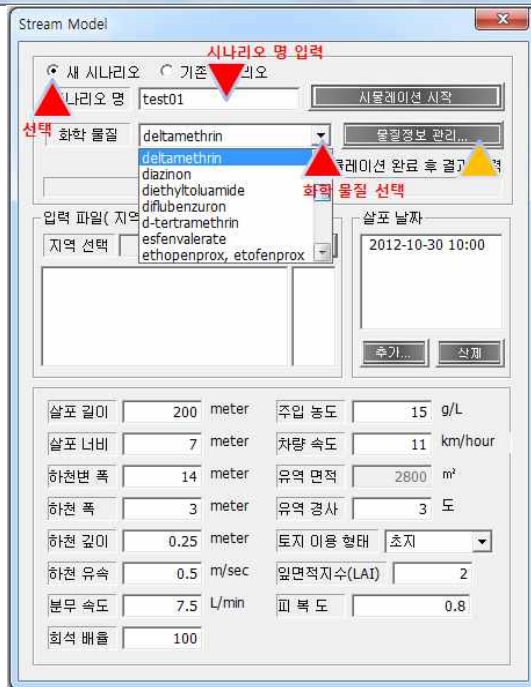 Stream Model
시나리오 명 입력
새 시나리오 기존 리오
나리오 명 test01 시뮬레이션 시작
선택 화학 물질 deltamethrin 물질정보 관리...
deltamethrin
diazinon
diethyltoluamide
diflubenzuron
d-tertramethrin
esfenvalerate
ethopenprox, etofenprox
레이션 완료 후 결과
화학 물질 선택
입력 파일( 지역
지역 선택
살포 날짜
2012-10-30 10:00
추가... 삭제
살포 길이 200 meter 주입 농도 15 g/L
살포 너비 7 meter 차량 속도 11 km/hour
하천변 폭 14 meter 유역 면적 2800 m²
하천 폭 3 meter 유역 경사 3 도
하천 깊이 0.25 meter 토지 이용 형태 초지
하천 유속 0.5 m/sec 잎면적지수(LAI) 2
분무 속도 7.5 L/min 피 복 도 0.8
희석 배율 100